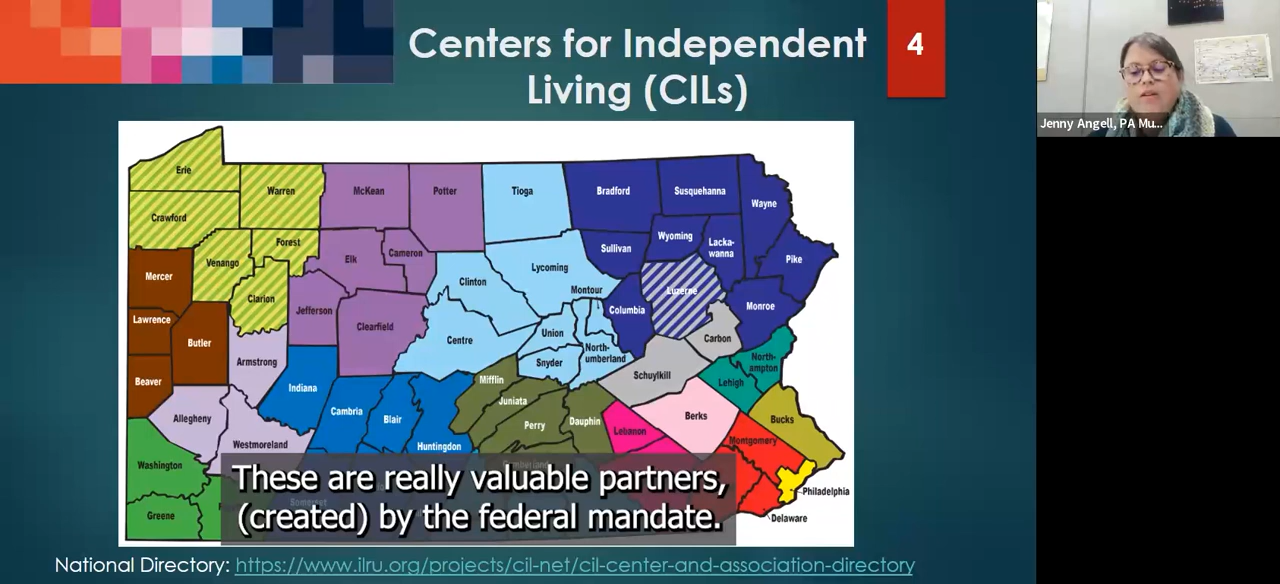 Centers for Independent
Living (CILs)
4
Jenny Angell, PA Mu...
Erie
Warren
McKean
Potter
Tioga
Bradford
Susquehanna
Wayne
Crawford
Forest
Venango
Elk
Cameron
Sullivan
Wyoming
Lacka-
wanna
Pike
Mercer
Clarion
Clinton
Lycoming
Montour
Luzerne
Columbia
Monroe
Lawrence
Butler
Jefferson
Clearfield
Centre
Union
Snyder
North-
umberland
Carbon
Schuylkill
North-
ampton
Lehigh
Beaver
Armstrong
Indiana
Mifflin
Juniata
Perry
Dauphin
Lebanon
Berks
Bucks
Allegheny
Westmoreland
Cambria
Blair
Huntingdon
Montgomery
Washington
Cumberland
Philadelphia
Greene
Somerset
Delaware
These are really valuable partners,
(created) by the federal mandate.
National Directory: https://www.ilru.org/projects/cil-net/cil-center-and-association-directory